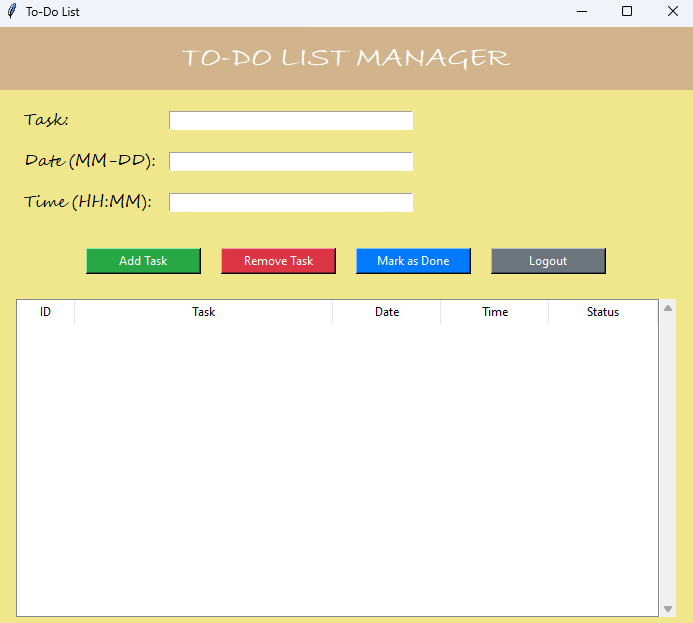 To-Do List
TO-DO LIST MANAGER
Task:
Date (MM-DD):
Time (HH:MM):
Add Task Remove Task Mark as Done Logout
ID Task Date Time Status